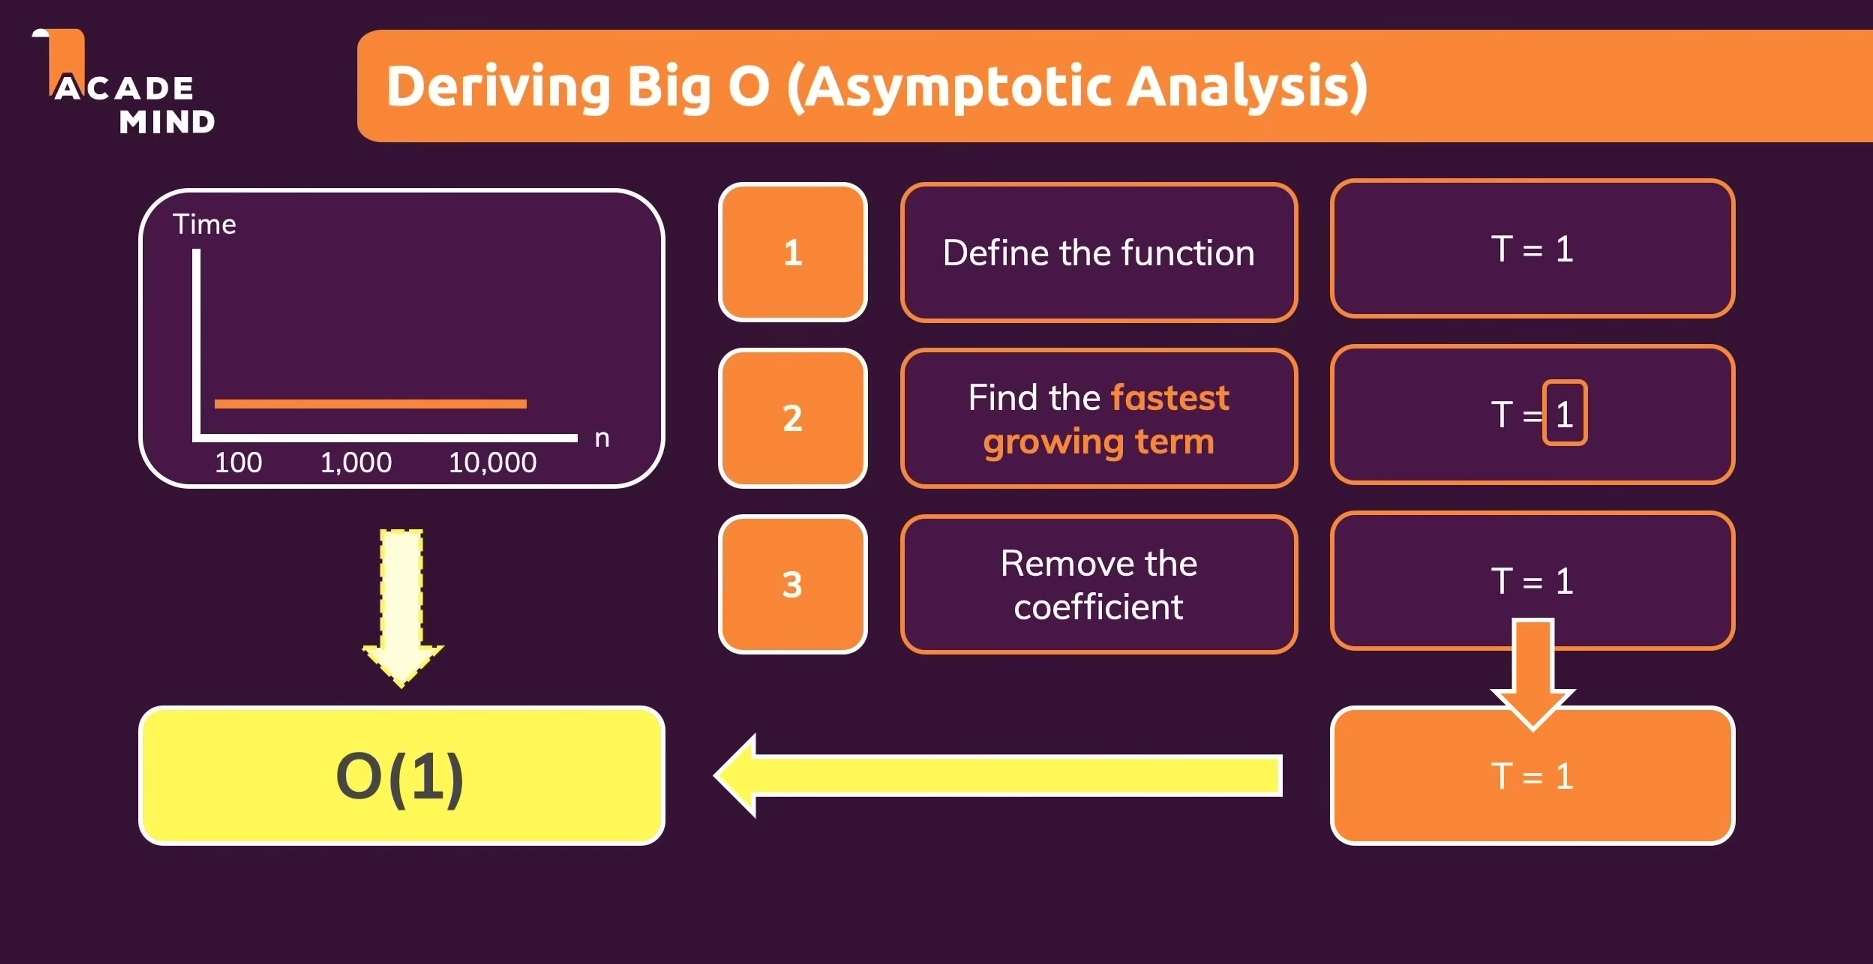 ACADE
MIND
Deriving Big O (Asymptotic Analysis)
Time
n
100 1,000 10,000
1
Define the function
T = 1
2
Find the fastest
growing term
T = 1
3
Remove the
coefficient
T = 1
O(1)
T = 1